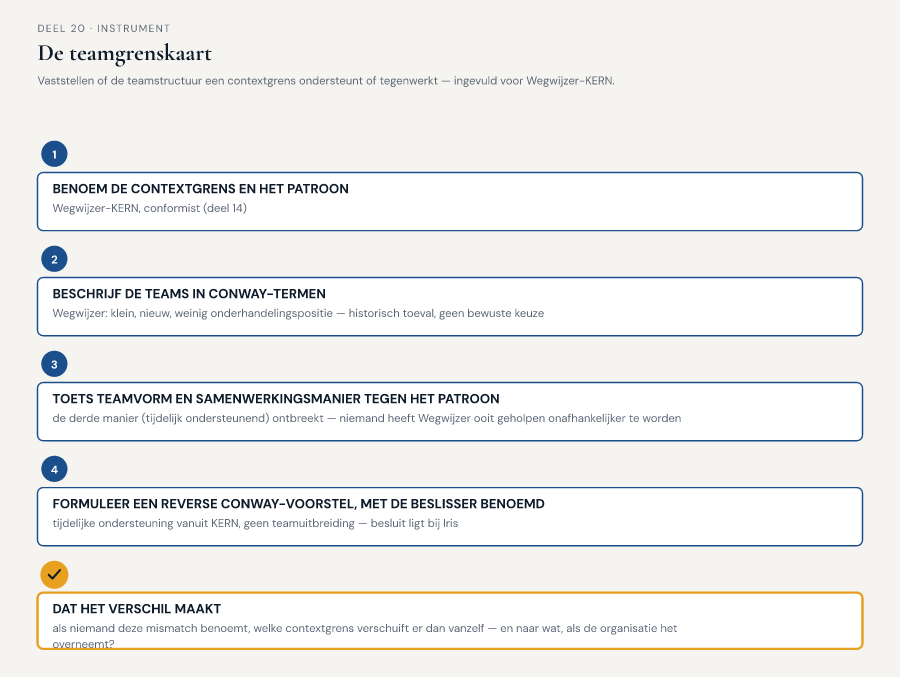 DEEL 20 · INSTRUMENT
De teamgrenskaart
Vaststellen of de teamstructuur een contextgrens ondersteunt of tegenwerkt — ingevuld voor Wegwijzer-KERN.
1
BENOEM DE CONTEXTGRENS EN HET PATROON
Wegwijzer-KERN, conformist (deel 14)
2
BESCHRIJF DE TEAMS IN CONWAY-TERMEN
Wegwijzer: klein, nieuw, weinig onderhandelingspositie — historisch toeval, geen bewuste keuze
3
TOETS TEAMVORM EN SAMENWERKINGSMANIER TEGEN HET PATROON
de derde manier (tijdelijk ondersteunend) ontbreekt — niemand heeft Wegwijzer ooit geholpen onafhankelijker te worden
4
FORMULEER EEN REVERSE CONWAY-VOORSTEL, MET DE BESLISSER BENOEMD
tijdelijke ondersteuning vanuit KERN, geen teamuitbreiding — besluit ligt bij Iris
DAT HET VERSCHIL MAAKT
als niemand deze mismatch benoemt, welke contextgrens verschuift er dan vanzelf — en naar wat, als de organisatie het
overneemt?